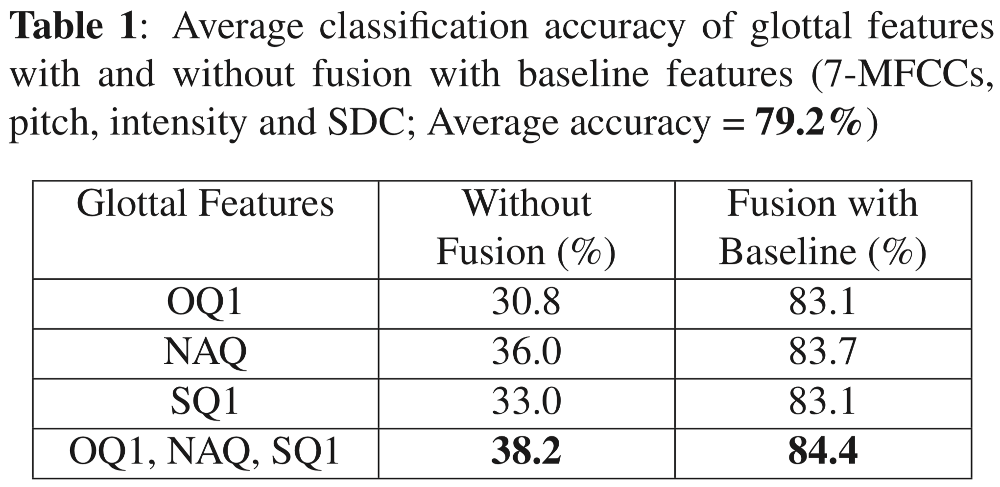 Table 1: Average classification accuracy of glottal features
with and without fusion with baseline features (7-MFCCs,
pitch, intensity and SDC; Average accuracy = 79.2%)
Glottal Features Without Fusion with
Fusion (%) Baseline (%)
OQ1 30.8 83.1
NAQ 36.0 83.7
SQ1 33.0 83.1
OQ1, NAQ, SQ1 38.2 84.4